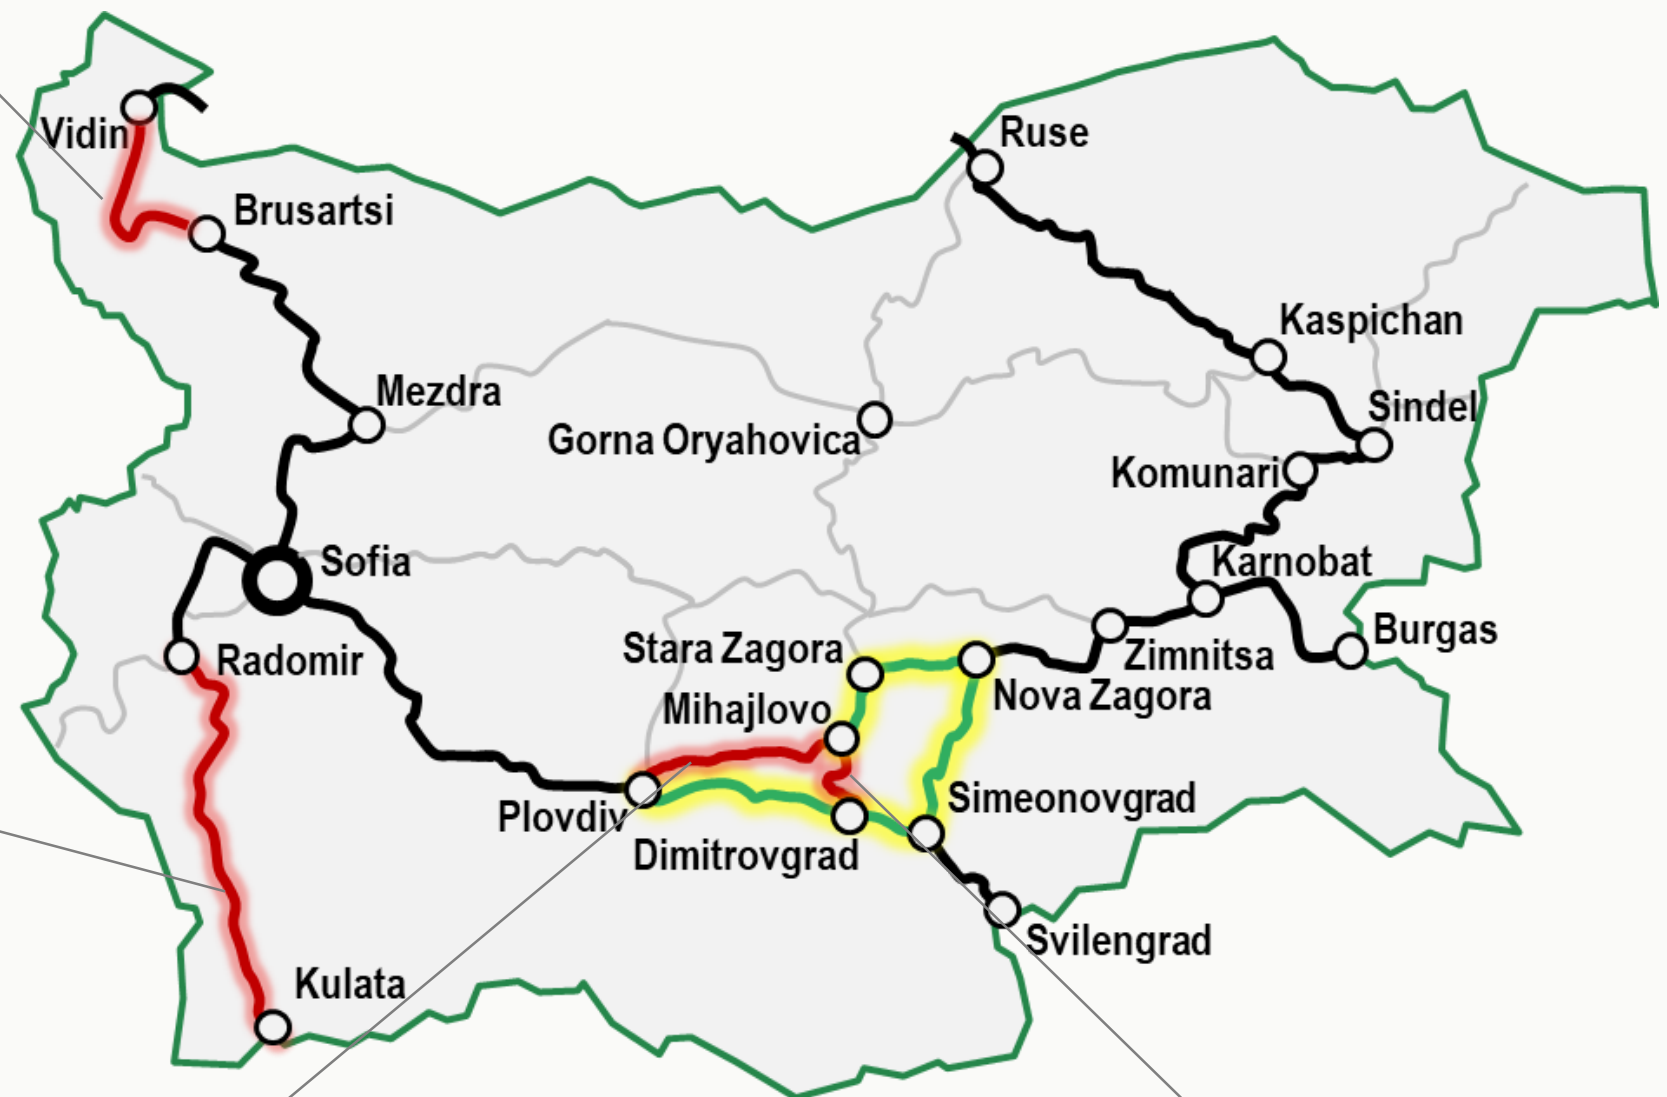 Ruse
Vidin
Brusartsi
Kaspichan
Mezdra
Sindel
Gorna Oryahovica
Komunari
Sofia
Karnobat
Burgas
Stara Zagora
Zimnitsa
Radomir
Nova Zagora
Mihajlovo
Simeonovgrad
Plovdiv
Dimitrovgrad
Svilengrad
Kulata